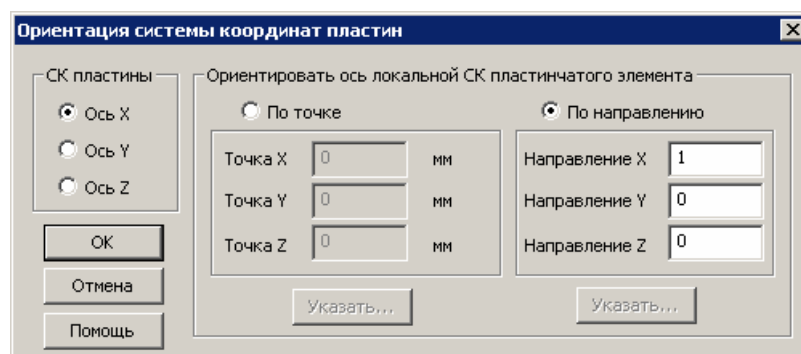 Ориентация системы координат пластин
СК пластины
Ось X
Ось Y
Ось Z
OK
Отмена
Помощь
Ориентировать ось локальной СК пластинчатого элемента
По точке
Точка X 0 мм
Точка Y 0 мм
Точка Z 0 мм
Указать...
По направлению
Направление X 1
Направление Y 0
Направление Z 0
Указать...